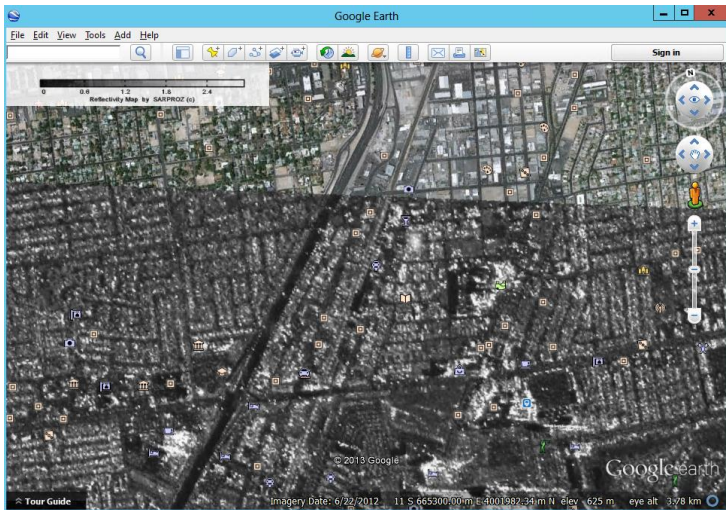 Google Earth
File Edit View Tools Add Help
Sign in
0 0.6 1.2 1.8 2.4
Reflectivity Map by SARPROZ (c)
N
© 2013 Google
Google earth
Tour Guide
Imagery Date: 6/22/2012 11 S 665300.00 m E 4001982.34 m N elev 625 m eye alt 3.78 km